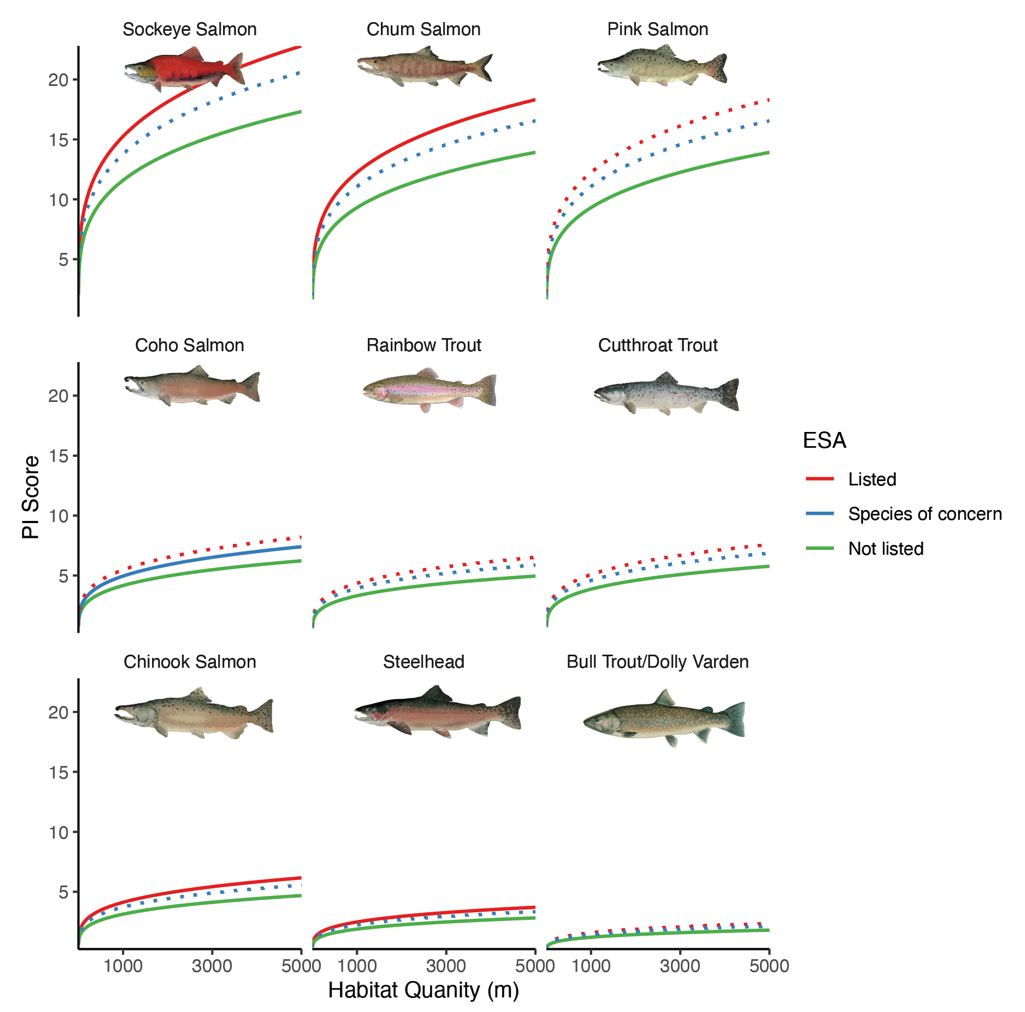 Sockeye Salmon
Chum Salmon
Pink Salmon
20
15
10
5
Coho Salmon
Rainbow Trout
Cutthroat Trout
20
15
10
5
PI Score
ESA
Listed
Species of concern
Not listed
Chinook Salmon
Steelhead
Bull Trout/Dolly Varden
20
15
10
5
1000 3000 5000 1000 3000 5000 1000 3000 5000
Habitat Quanity (m)